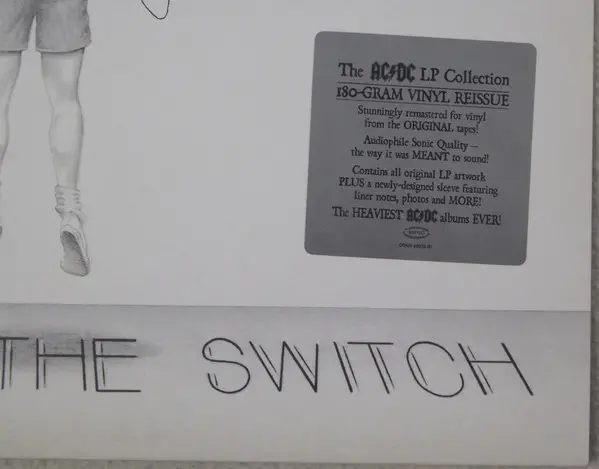 The AC⚡DC LP Collection
180-GRAM VINYL REISSUE
Stunningly remastered for vinyl
from the ORIGINAL tapes!
Audiophile Sonic Quality —
the way it was MEANT to sound!
Contains all original LP artwork
PLUS a newly-designed sleeve featuring
liner notes, photos and MORE!
The HEAVIEST AC⚡DC albums EVER!
THE SWITCH